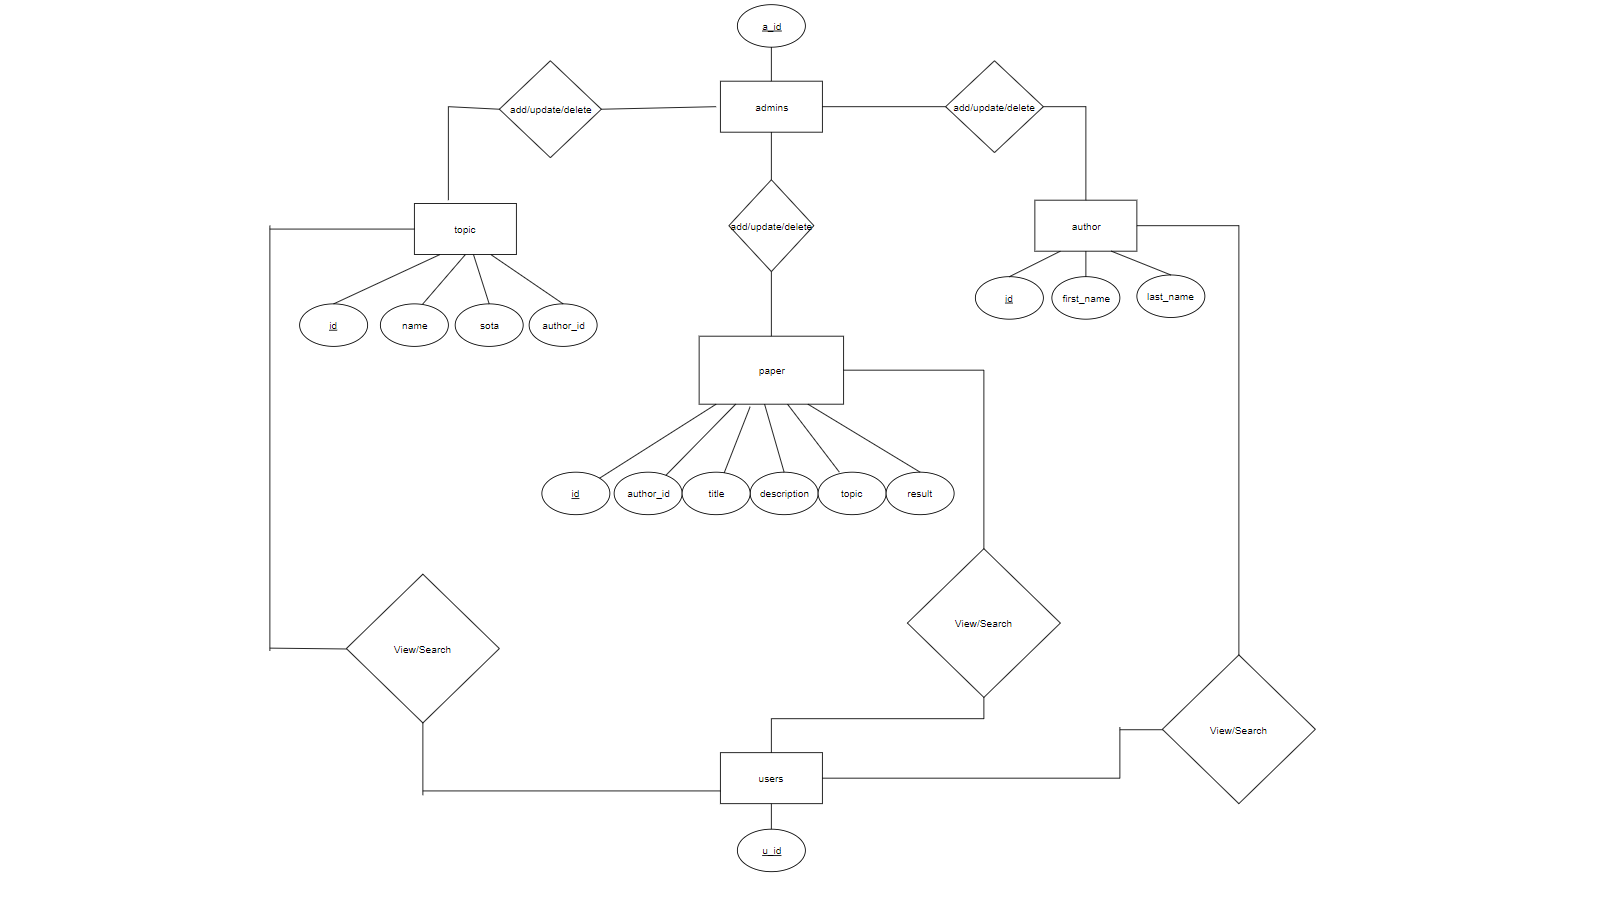 a_id
add/update/delete
admins
add/update/delete
topic
add/update/delete
author
id
name
sota
author_id
id
first_name
last_name
paper
id
author_id
title
description
topic
result
View/Search
View/Search
View/Search
users
u_id